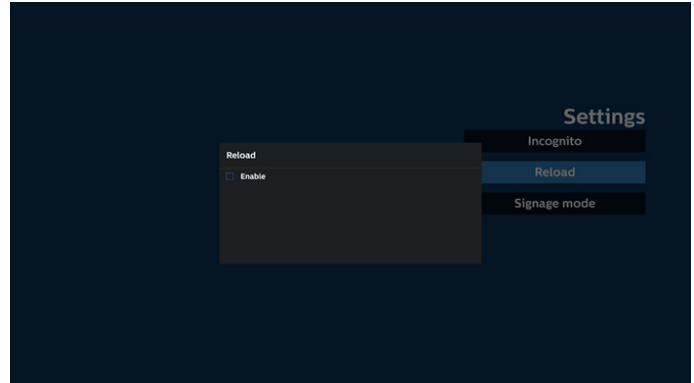 Settings
Incognito
Reload
Signage mode
Reload
Enable